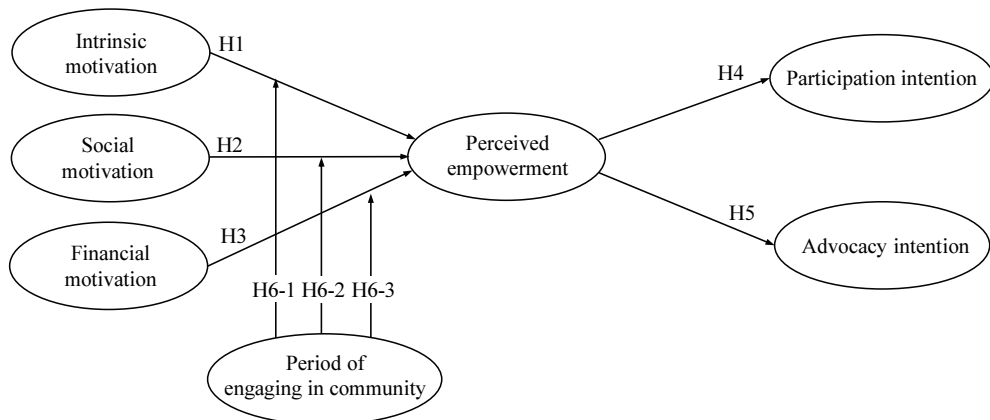 Intrinsic
motivation
H1
Social
motivation
H2
Financial
motivation
H3
Perceived
empowerment
H4
Participation intention
H5
Advocacy intention
H6-1 H6-2 H6-3
Period of
engaging in community